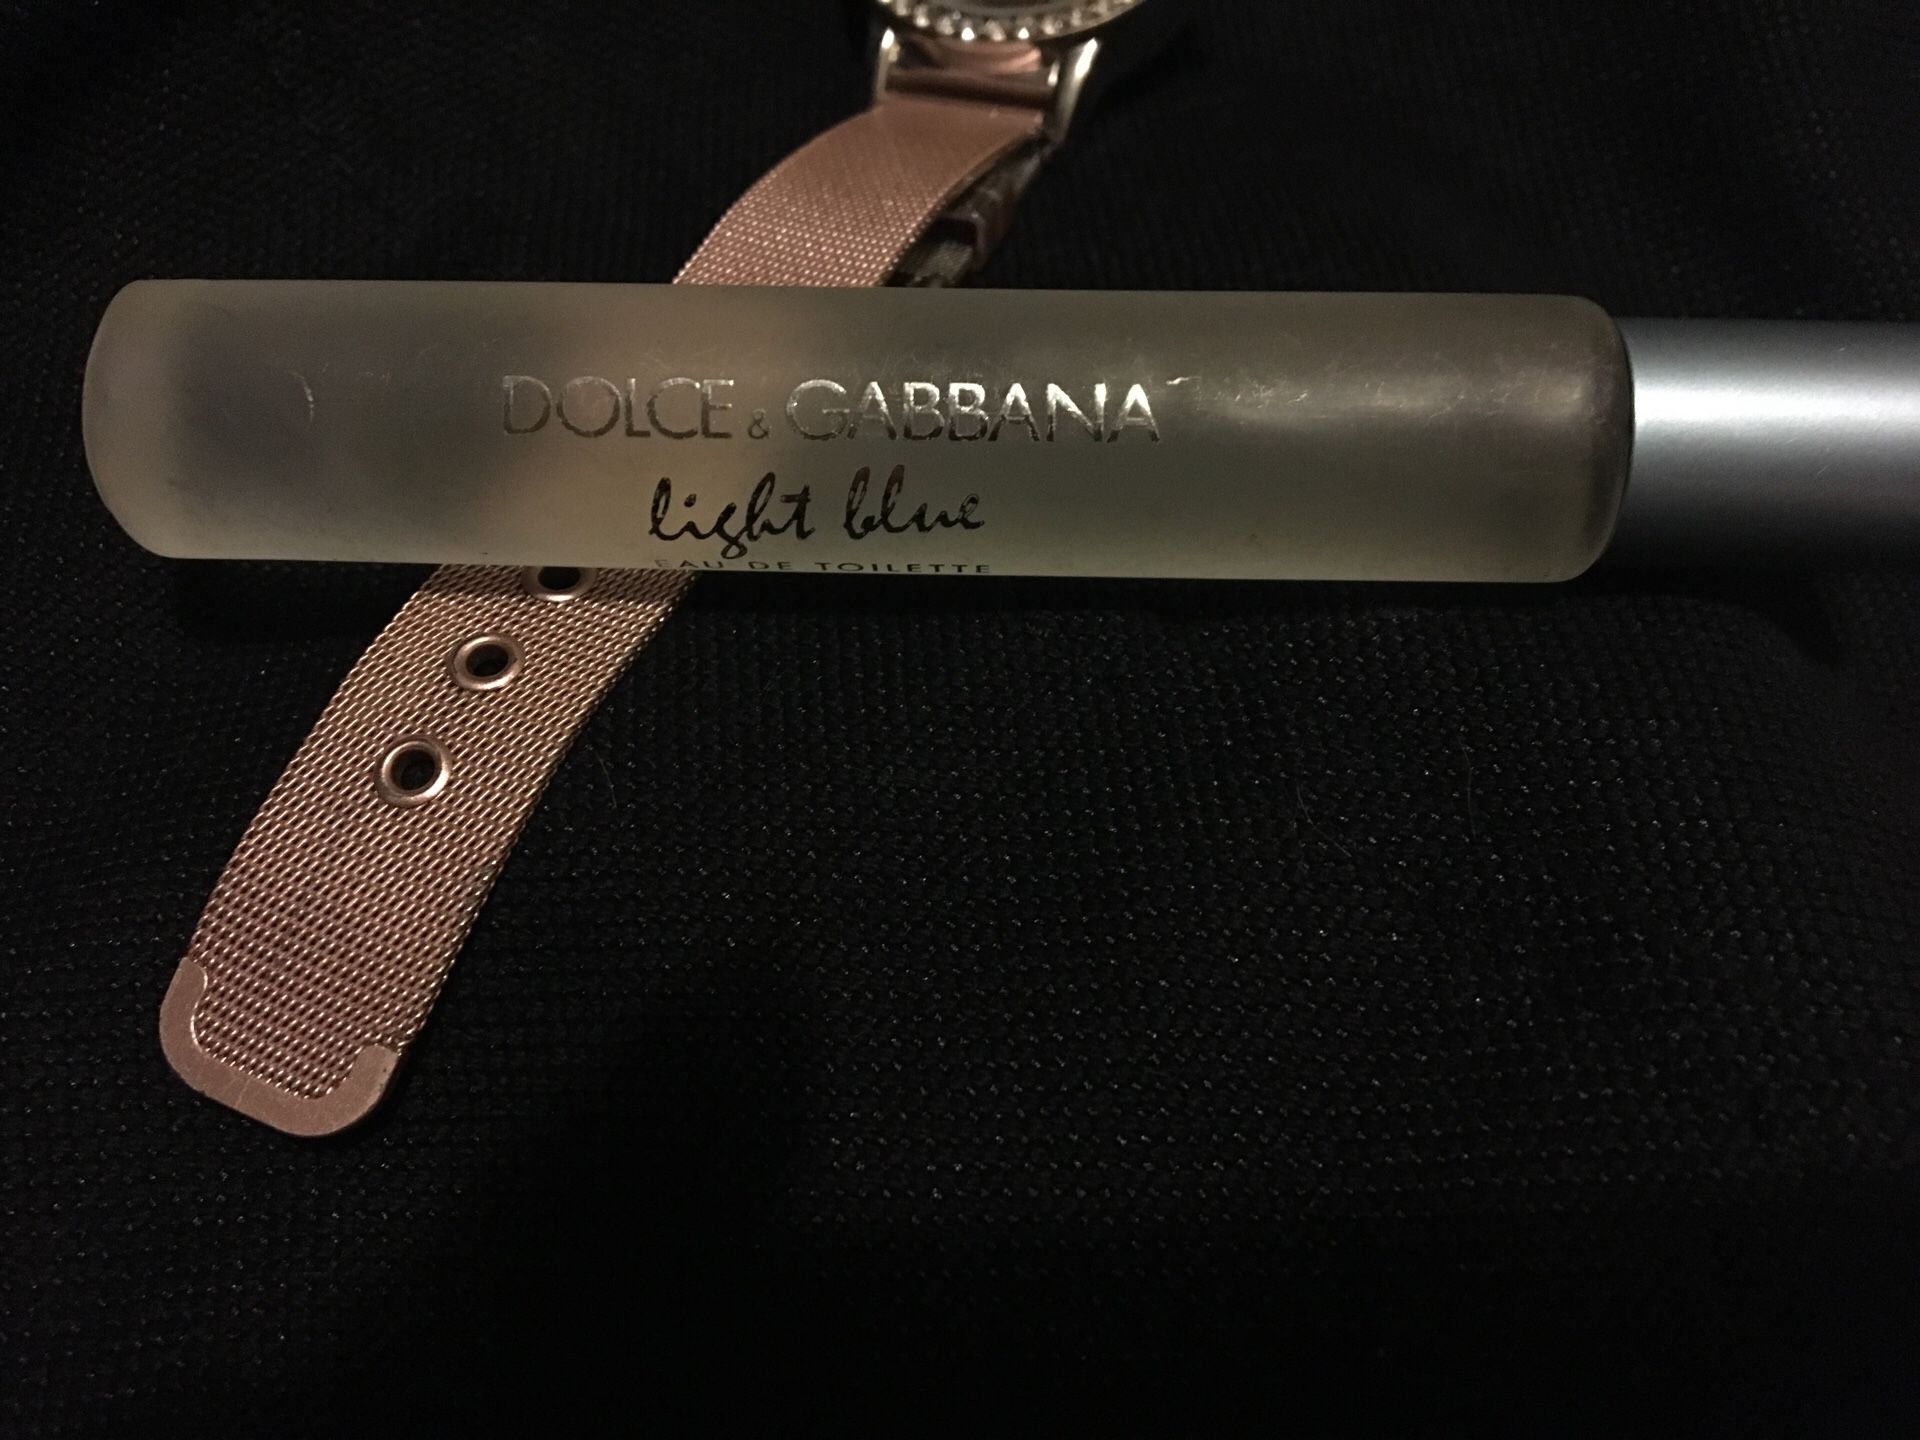 DOLCE & GABBANA
light blue
EAU DE TOILETTE